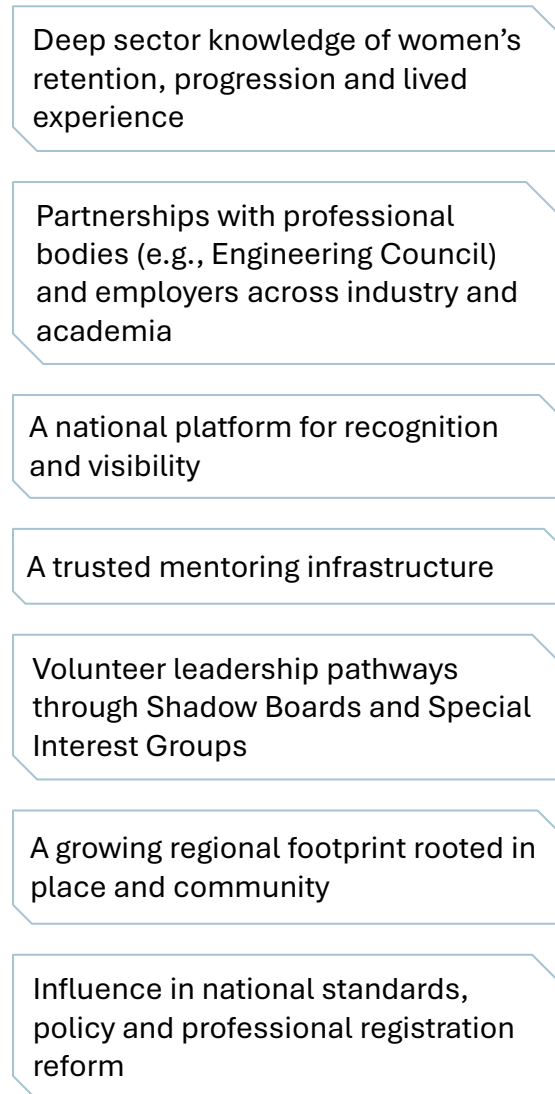 Deep sector knowledge of women’s
retention, progression and lived
experience
Partnerships with professional
bodies (e.g., Engineering Council)
and employers across industry and
academia
A national platform for recognition
and visibility
A trusted mentoring infrastructure
Volunteer leadership pathways
through Shadow Boards and Special
Interest Groups
A growing regional footprint rooted in
place and community
Influence in national standards,
policy and professional registration
reform